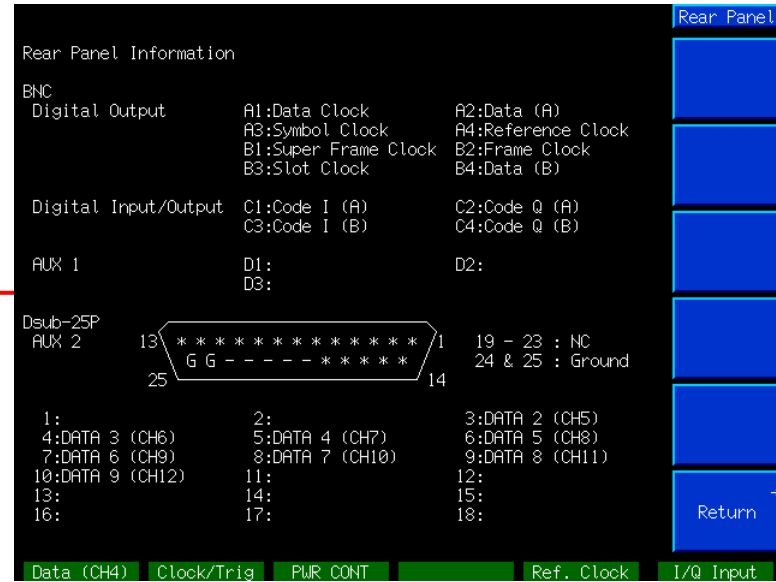 Rear Panel
Rear Panel Information
BNC
Digital Output A1:Data Clock A2:Data (A)
A3:Symbol Clock A4:Reference Clock
B1:Super Frame Clock B2:Frame Clock
B3:Slot Clock B4:Data (B)
Digital Input/Output C1:Code I (A) C2:Code Q (A)
C3:Code I (B) C4:Code Q (B)
AUX 1 D1: D2:
D3:
Dsub-25P
AUX 2 13 * * * * * * * * * * * * * 1 19 - 23 : NC
G G - - - - - * * * * * 24 & 25 : Ground
25 14
1: 2: 3:DATA 2 (CH5)
4:DATA 3 (CH6) 5:DATA 4 (CH7) 6:DATA 5 (CH8)
7:DATA 6 (CH9) 8:DATA 7 (CH10) 9:DATA 8 (CH11)
10:DATA 9 (CH12) 11: 12:
13: 14: 15:
16: 17: 18:
Return
Data (CH4) Clock/Trig PWR CONT Ref. Clock I/Q Input